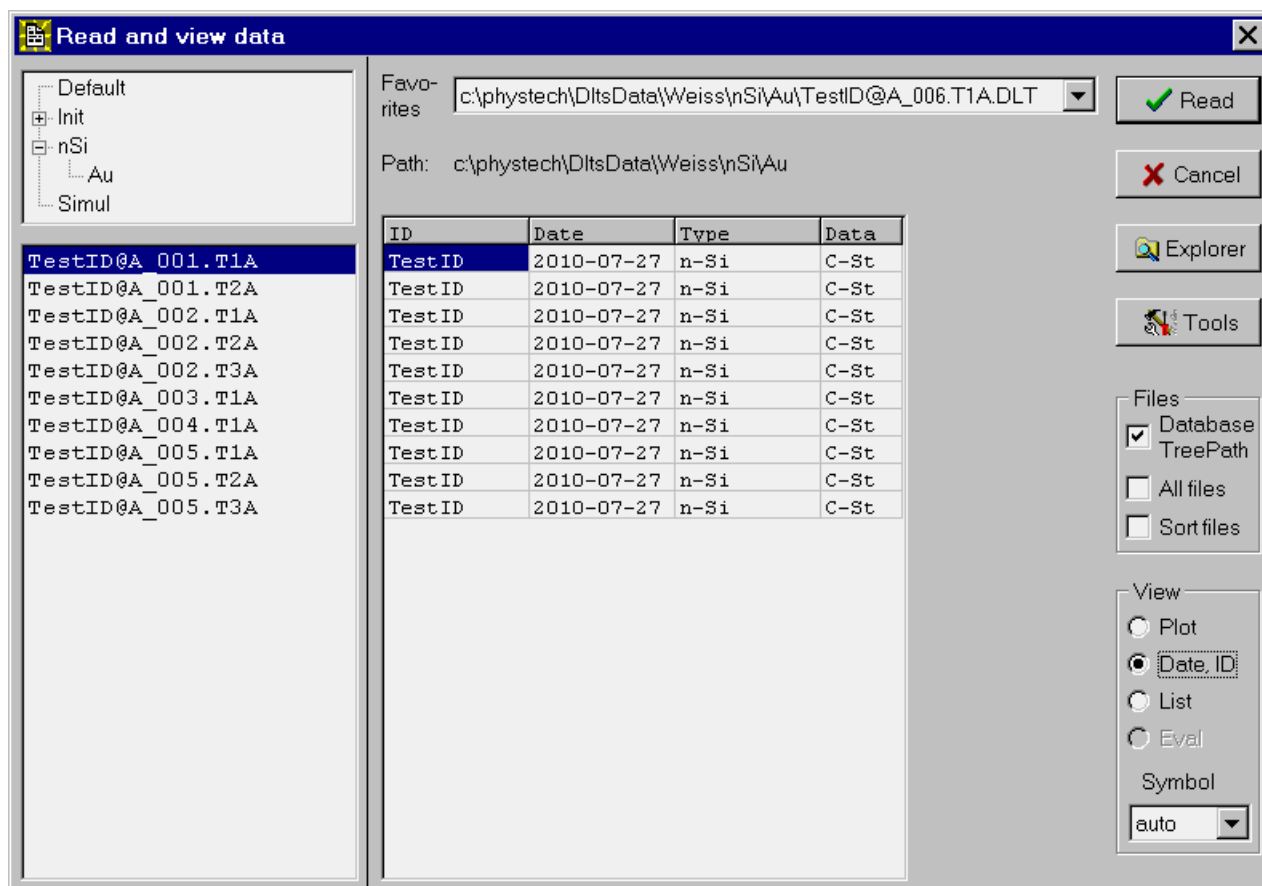 Read and view data
Default
Init
nSi
Au
Simul
TestID@A_001.T1A
TestID@A_001.T2A
TestID@A_002.T1A
TestID@A_002.T2A
TestID@A_002.T3A
TestID@A_003.T1A
TestID@A_004.T1A
TestID@A_005.T1A
TestID@A_005.T2A
TestID@A_005.T3A
Favo-
rites
c:\phystech\DltsData\Weiss\nSi\Au\TestID@A_006.T1A.DLT
Path: c:\phystech\DltsData\Weiss\nSi\Au
ID Date Type Data
TestID 2010-07-27 n-Si C-St
TestID 2010-07-27 n-Si C-St
TestID 2010-07-27 n-Si C-St
TestID 2010-07-27 n-Si C-St
TestID 2010-07-27 n-Si C-St
TestID 2010-07-27 n-Si C-St
TestID 2010-07-27 n-Si C-St
TestID 2010-07-27 n-Si C-St
TestID 2010-07-27 n-Si C-St
TestID 2010-07-27 n-Si C-St
Read
Cancel
Explorer
Tools
Files
Database
TreePath
All files
Sort files
View
Plot
Date, ID
List
Eval
Symbol
auto